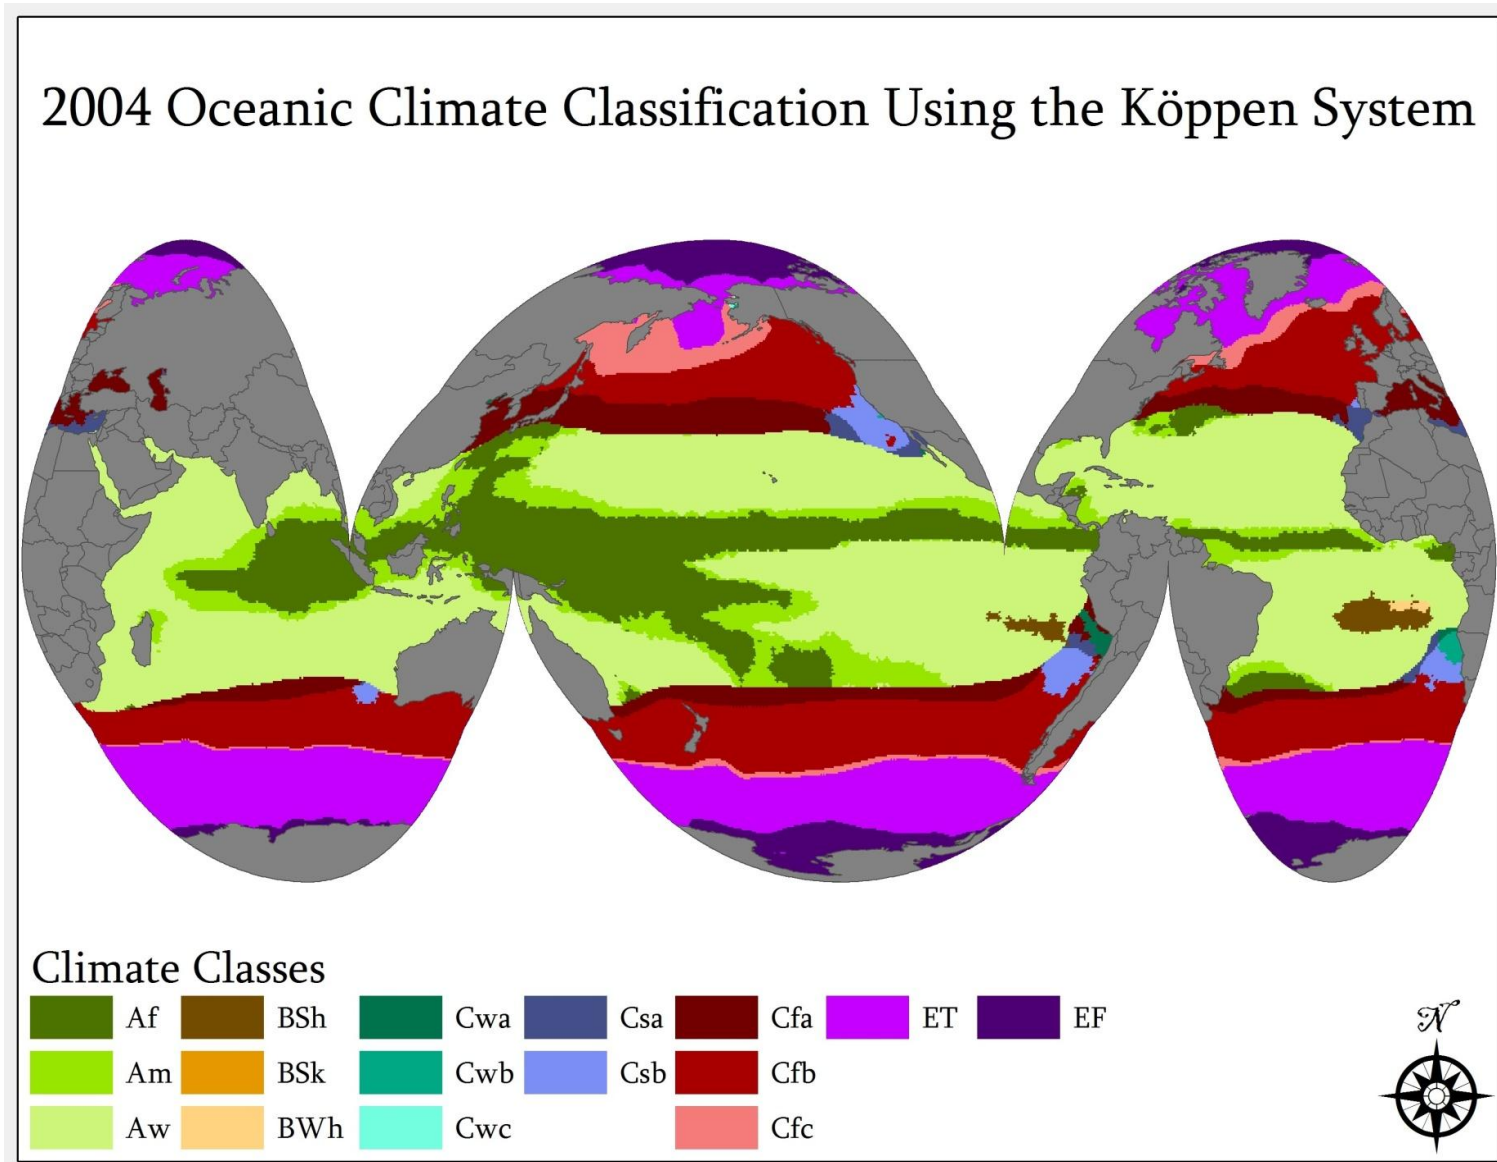 2004 Oceanic Climate Classification Using the Köppen System
Climate Classes
Af BSh Cwa Csa Cfa ET EF
Am BSk Cwb Csb Cfb
Aw BWh Cwc Cfc
N